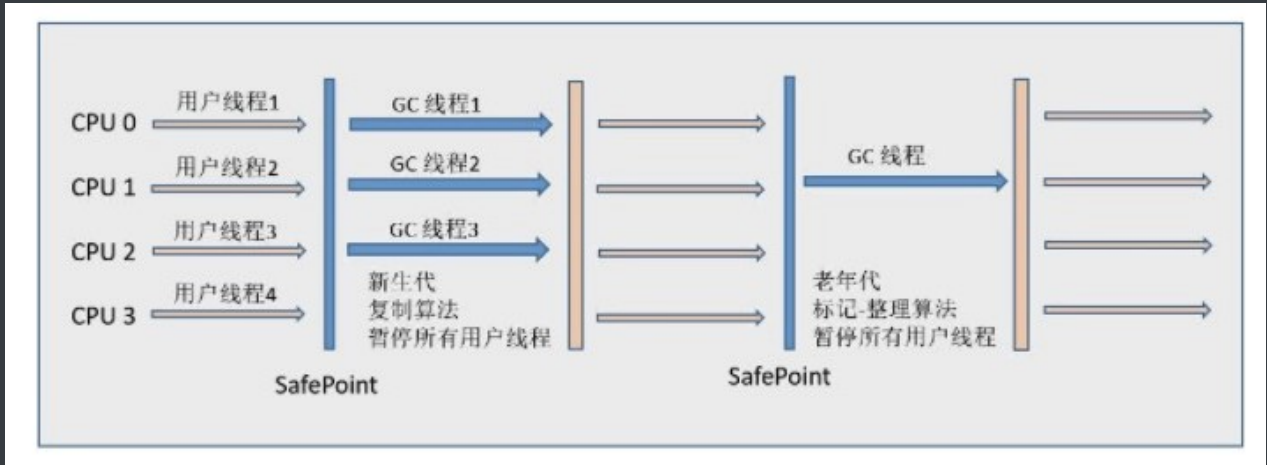 用户线程1
GC 线程1
CPU 0
用户线程2
GC 线程2
GC 线程
CPU 1
用户线程3
GC 线程3
CPU 2
用户线程4
CPU 3
新生代
复制算法
暂停所有用户线程
老年代
标记-整理算法
暂停所有用户线程
SafePoint
SafePoint